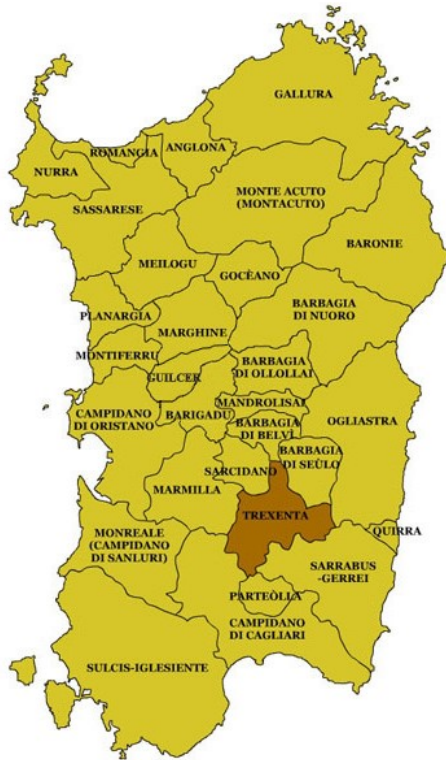 GALLURA
ROMANGIA
ANGLONA
NURRA
MONTE ACUTO
(MONTACUTO)
SASSARESE
BARONIE
MEILOGU
GOCÈANO
BARBAGIA
DI NUORO
PLANARGIA
MARGHINE
MONTIFERRU
BARBAGIA
DI OLLOLLAI
GUILCER
MANDROLISAI
CAMPIDANO
DI ORISTANO
BARIGADU
BARBAGIA
DI BELVÌ
OGLIASTRA
BARBAGIA
DI SEÙLO
SARCIDANO
MARMILLA
TREXENTA
MONREALE
(CAMPIDANO
DI SANLURI)
QUIRRA
SARRABUS
-GERREI
PARTEÒLLA
CAMPIDANO
DI CAGLIARI
SULCIS-IGLESIENTE